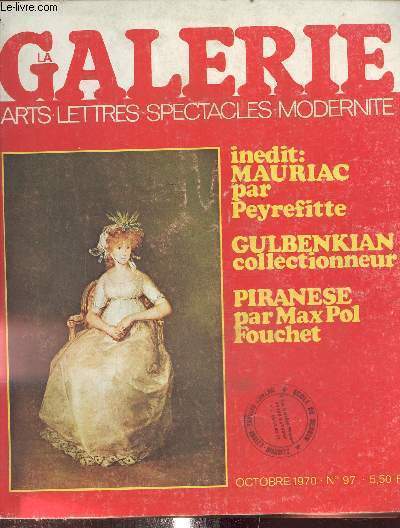 Le-livre.com
LA
GALERIE
ARTS·LETTRES·SPECTACLES·MODERNITE
inedit:
MAURIAC
par
Peyrefitte
GULBENKIAN
collectionneur
PIRANESE
par Max Pol
Fouchet
OCTOBRE 1970 · N° 97 · 5,50 F